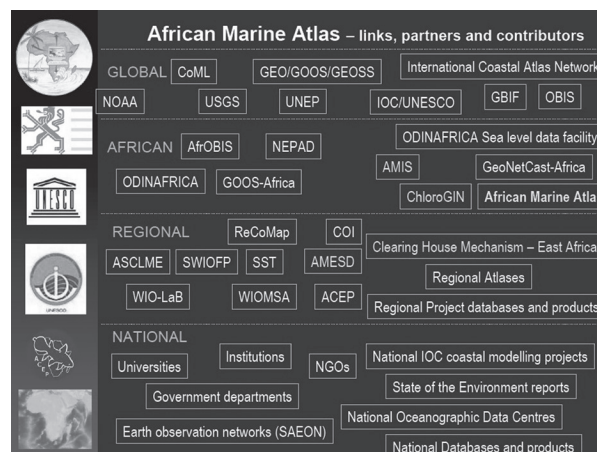 African Marine Atlas – links, partners and contributors
GLOBAL CoML GEO/GOOS/GEOSS International Coastal Atlas Network
NOAA USGS UNEP IOC/UNESCO GBIF OBIS
AFRICAN AfrOBIS NEPAD ODINAFRICA Sea level data facility
AMIS GeoNetCast-Africa
ODINAFRICA GOOS-Africa
ChloroGIN African Marine Atla
REGIONAL ReCoMap COI
Clearing House Mechanism – East Africa
ASCLME SWIOFP SST AMESD
Regional Atlases
WIO-LaB WIOMSA ACEP Regional Project databases and products
NATIONAL
Universities Institutions NGOs National IOC coastal modelling projects
Government departments State of the Environment reports
National Oceanographic Data Centres
Earth observation networks (SAEON)
National Databases and products
UNESCO